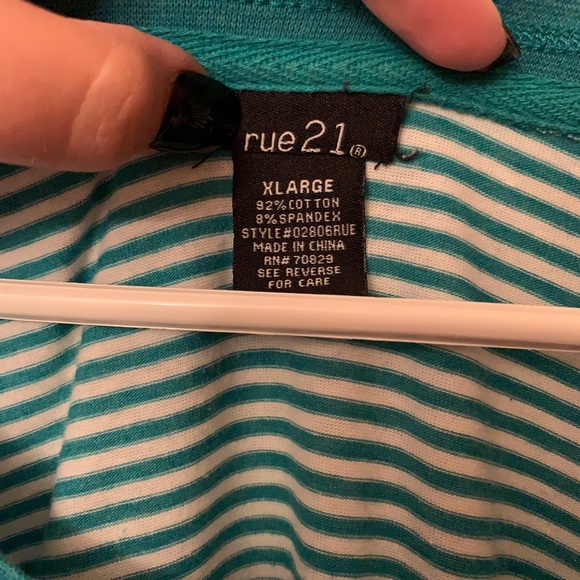 rue21®
XLARGE
92%COTTON
8%SPANDEX
STYLE#02806RUE
MADE IN CHINA
RN# 70829
SEE REVERSE
FOR CARE